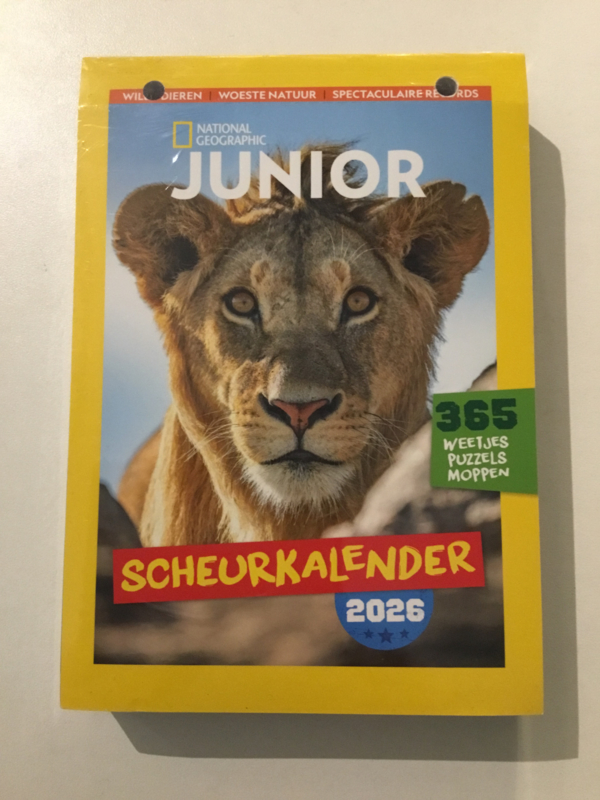 WILDE DIEREN | WOESTE NATUUR | SPECTACULAIRE RECORDS
NATIONAL
GEOGRAPHIC
JUNIOR
365
WEETJES
PUZZELS
MOPPEN
SCHEURKALENDER
2026